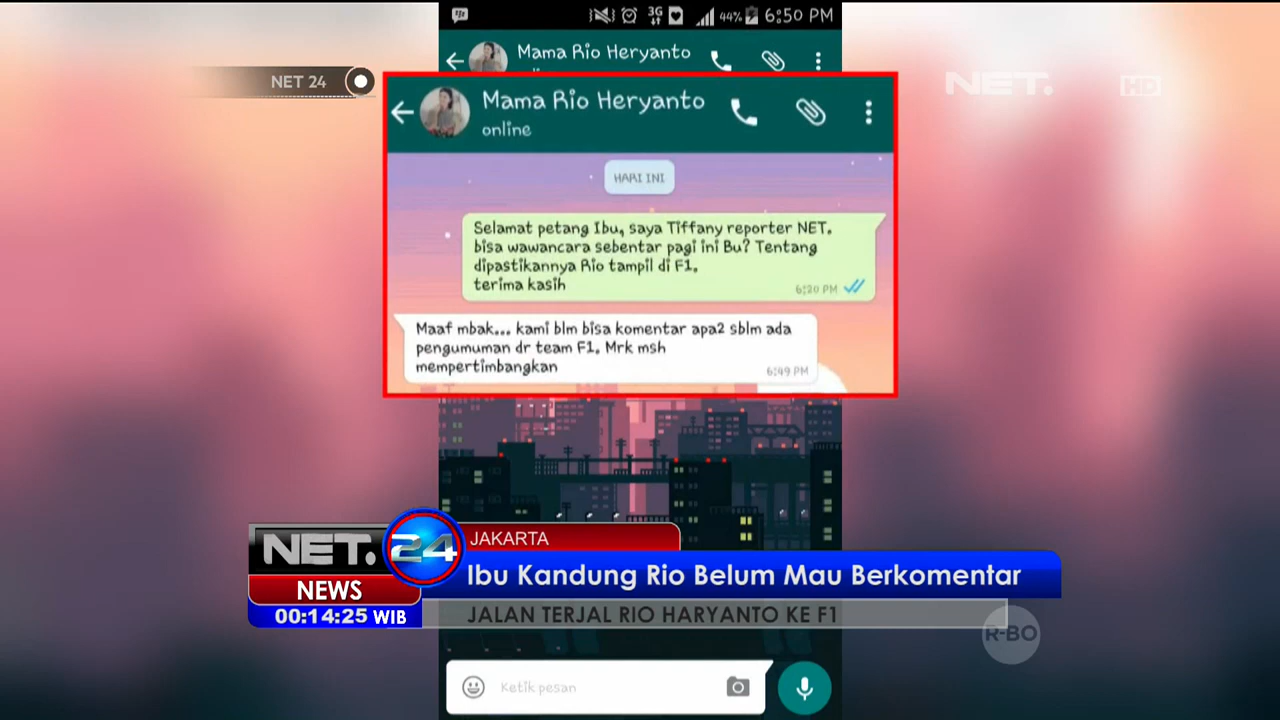 3G 44% 6:50 PM
Mama Rio Heryanto
NET 24
NET. HD
Mama Rio Heryanto
online
HARI INI
Selamat petang Ibu, saya Tiffany reporter NET.
bisa wawancara sebentar pagi ini Bu? Tentang
dipastikannya Rio tampil di F1.
terima kasih
6:20 PM
Maaf mbak... kami blm bisa komentar apa2 sblm ada
pengumuman dr team F1. Mrk msh
mempertimbangkan
6:49 PM
NET. 24
JAKARTA
Ibu Kandung Rio Belum Mau Berkomentar
NEWS
00:14:25 WIB
JALAN TERJAL RIO HARYANTO KE F1
R-BO
Ketik pesan